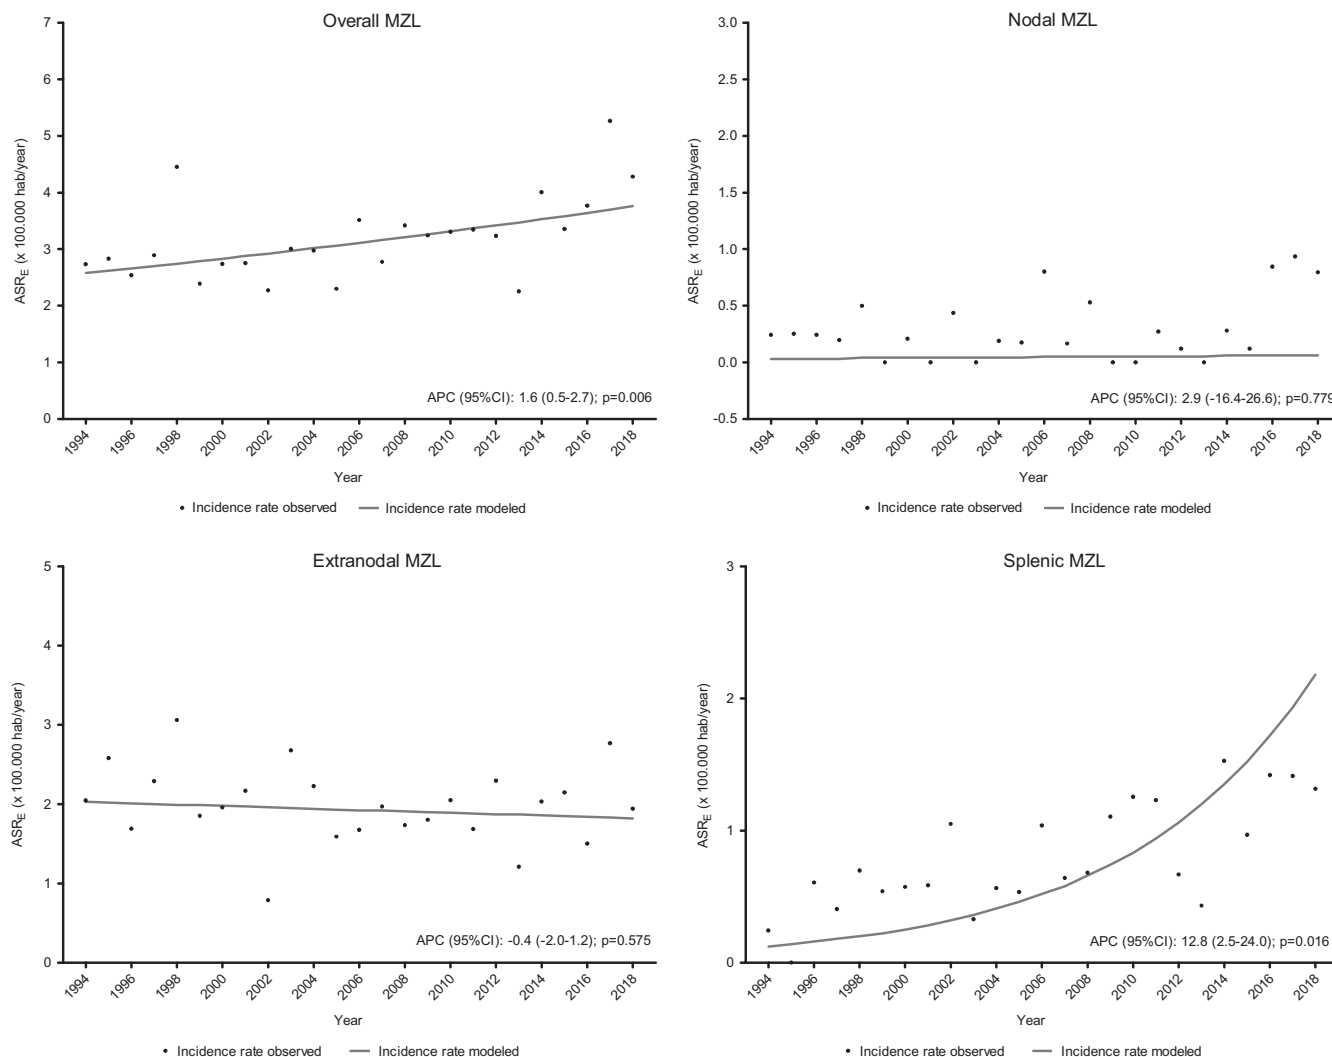 Overall MZL
7
6
5
4
3
2
1
0
ASRE (x 100.000 hab/year)
APC (95%CI): 1.6 (0.5-2.7); p=0.006
1994 1996 1998 2000 2002 2004 2006 2008 2010 2012 2014 2016 2018
Year
• Incidence rate observed — Incidence rate modeled
Nodal MZL
3.0
2.5
2.0
1.5
1.0
0.5
0.0
-0.5
ASRE (x 100.000 hab/year)
APC (95%CI): 2.9 (-16.4-26.6); p=0.779
1994 1996 1998 2000 2002 2004 2006 2008 2010 2012 2014 2016 2018
Year
• Incidence rate observed — Incidence rate modeled
Extranodal MZL
5
4
3
2
1
0
ASRE (x 100.000 hab/year)
APC (95%CI): -0.4 (-2.0-1.2); p=0.575
1994 1996 1998 2000 2002 2004 2006 2008 2010 2012 2014 2016 2018
Year
• Incidence rate observed — Incidence rate modeled
Splenic MZL
3
2
1
0
ASRE (x 100.000 hab/year)
APC (95%CI): 12.8 (2.5-24.0); p=0.016
1994 1996 1998 2000 2002 2004 2006 2008 2010 2012 2014 2016 2018
Year
• Incidence rate observed — Incidence rate modeled